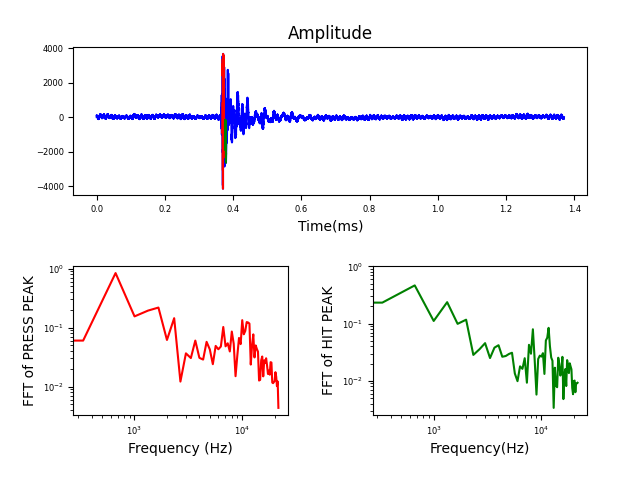 Amplitude
4000
2000
0
−2000
−4000
0.0 0.2 0.4 0.6 0.8 1.0 1.2 1.4
Time(ms)
FFT of PRESS PEAK
10⁰
10⁻¹
10⁻²
10³ 10⁴
Frequency (Hz)
FFT of HIT PEAK
10⁰
10⁻¹
10⁻²
10³ 10⁴
Frequency(Hz)